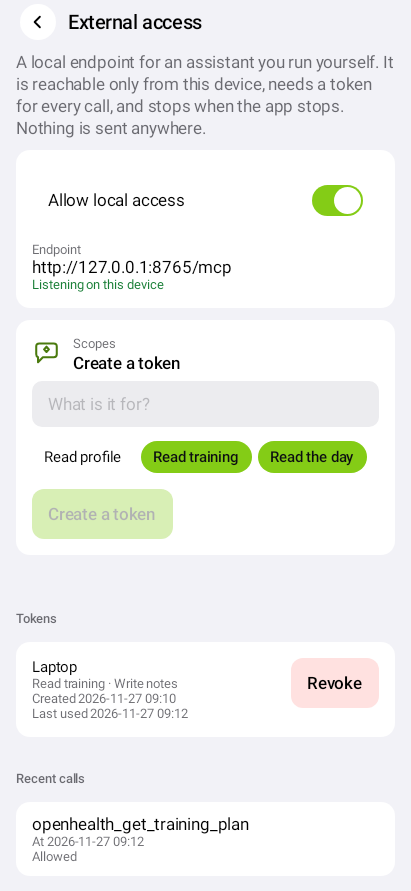 External access
A local endpoint for an assistant you run yourself. It
is reachable only from this device, needs a token
for every call, and stops when the app stops.
Nothing is sent anywhere.
Allow local access
Endpoint
http://127.0.0.1:8765/mcp
Listening on this device
Scopes
Create a token
What is it for?
Read profile
Read training
Read the day
Create a token
Tokens
Laptop
Read training · Write notes
Created 2026-11-27 09:10
Last used 2026-11-27 09:12
Revoke
Recent calls
openhealth_get_training_plan
At 2026-11-27 09:12
Allowed